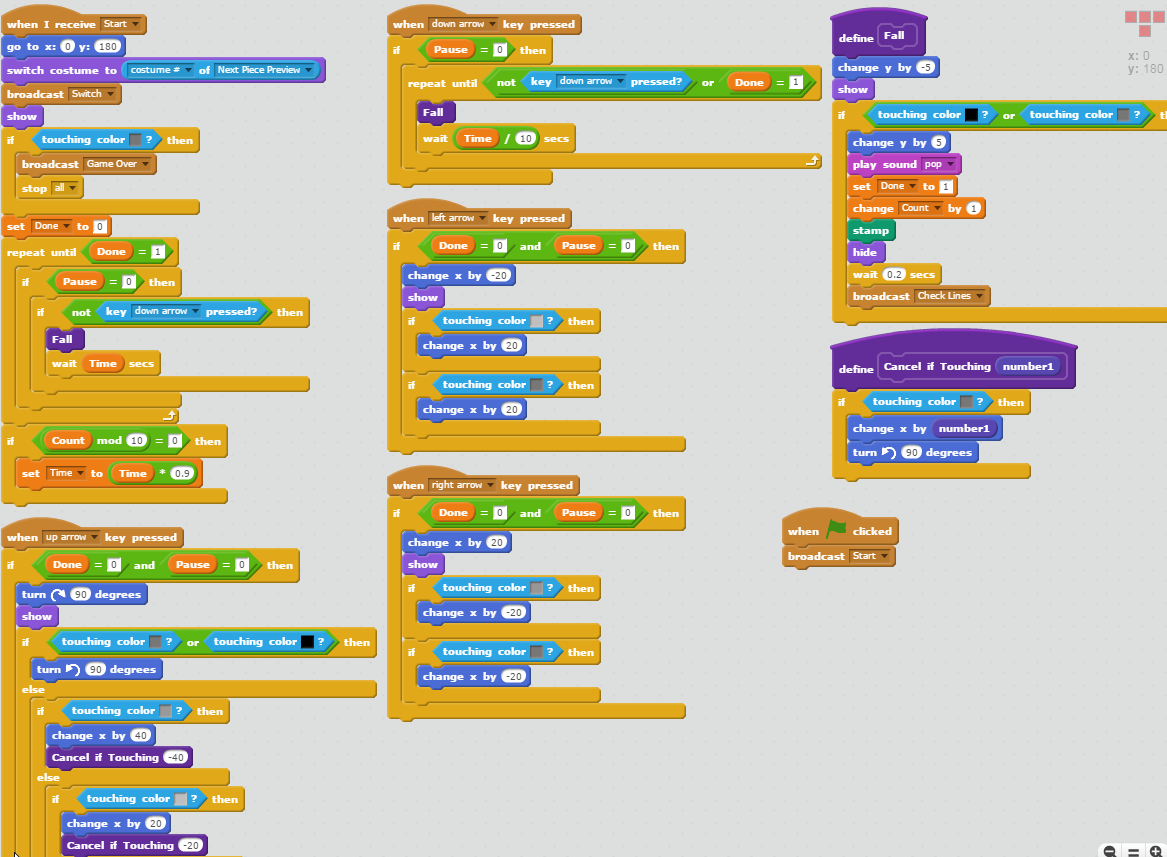 when I receive Start
go to x: 0 y: 180
switch costume to costume # of Next Piece Preview
broadcast Switch
show
if touching color ? then
broadcast Game Over
stop all
set Done to 0
repeat until Done = 1
if Pause = 0 then
if not key down arrow pressed? then
Fall
wait Time secs
if Count mod 10 = 0 then
set Time to Time * 0.9
when up arrow key pressed
if Done = 0 and Pause = 0 then
turn 90 degrees
show
if touching color ? or touching color ? then
turn 90 degrees
else
if touching color ? then
change x by 40
Cancel if Touching -40
else
if touching color ? then
change x by 20
Cancel if Touching -20
when down arrow key pressed
if Pause = 0 then
repeat until not key down arrow pressed? or Done = 1
Fall
wait Time / 10 secs
when left arrow key pressed
if Done = 0 and Pause = 0 then
change x by -20
show
if touching color ? then
change x by 20
if touching color ? then
change x by 20
when right arrow key pressed
if Done = 0 and Pause = 0 then
change x by 20
show
if touching color ? then
change x by -20
if touching color ? then
change x by -20
define Fall
change y by -5
show
if touching color ? or touching color ? th
change y by 5
play sound pop
set Done to 1
change Count by 1
stamp
hide
wait 0.2 secs
broadcast Check Lines
define Cancel if Touching number1
if touching color ? then
change x by number1
turn 90 degrees
when clicked
broadcast Start
x: 0
y: 180